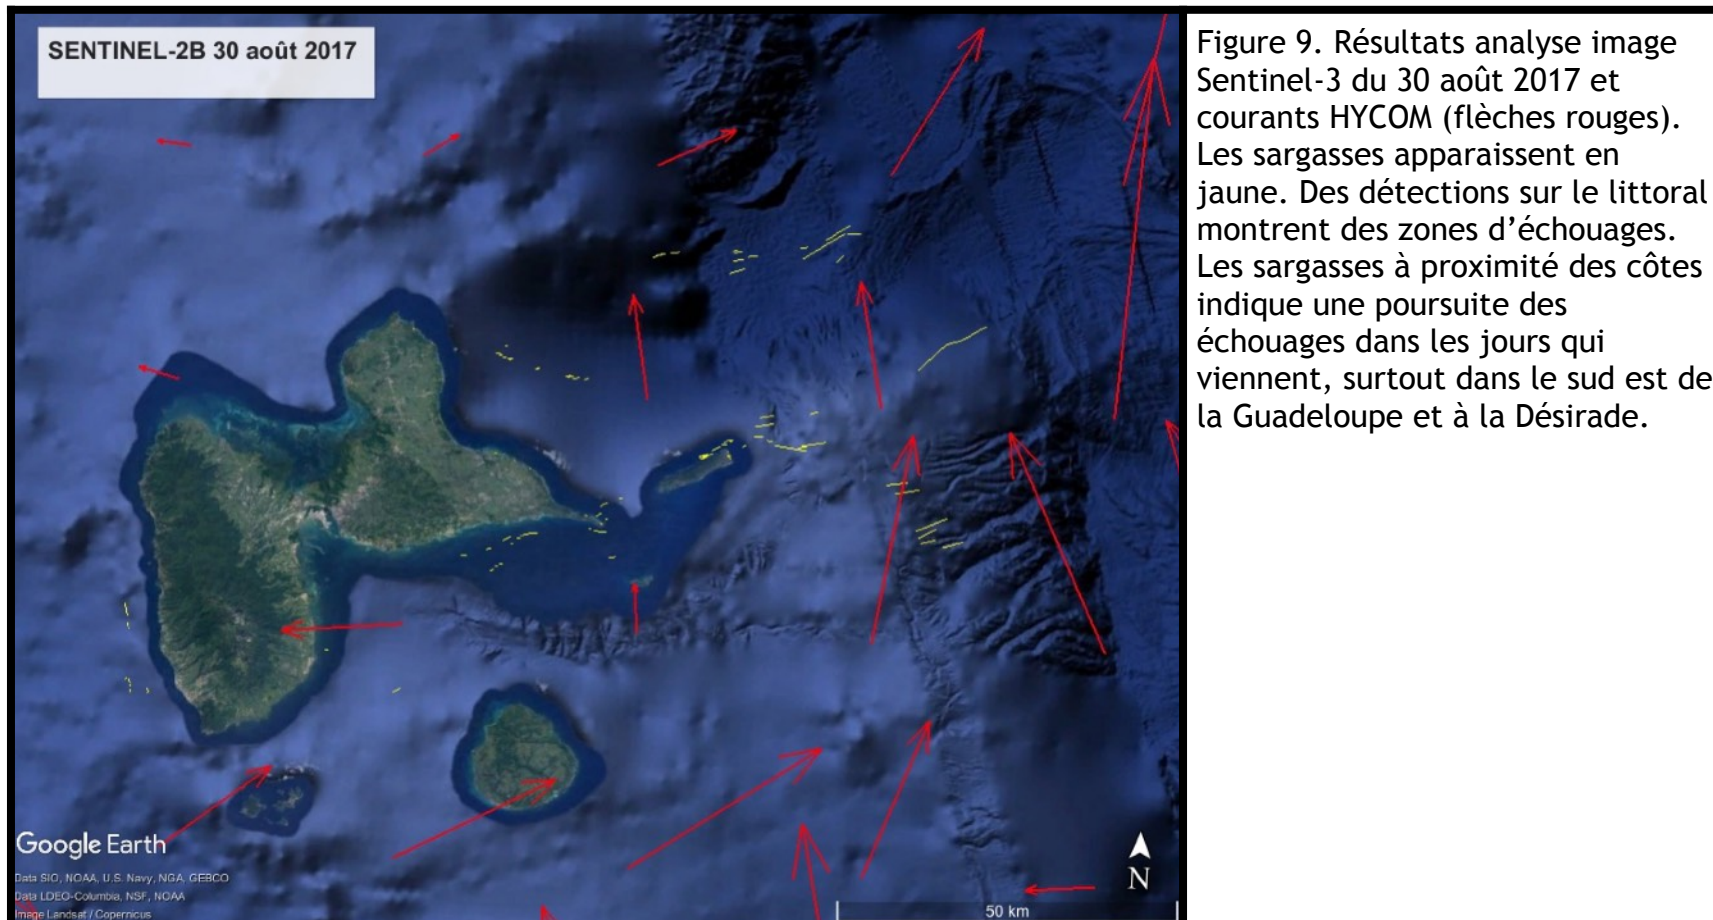 SENTINEL-2B 30 août 2017
Google Earth
Data SIO, NOAA, U.S. Navy, NGA, GEBCO
Data LDEO-Columbia, NSF, NOAA
Image Landsat / Copernicus
N
50 km
Figure 9. Résultats analyse image
Sentinel-3 du 30 août 2017 et
courants HYCOM (flèches rouges).
Les sargasses apparaissent en
jaune. Des détections sur le littoral
montrent des zones d’échouages.
Les sargasses à proximité des côtes
indique une poursuite des
échouages dans les jours qui
viennent, surtout dans le sud est de
la Guadeloupe et à la Désirade.